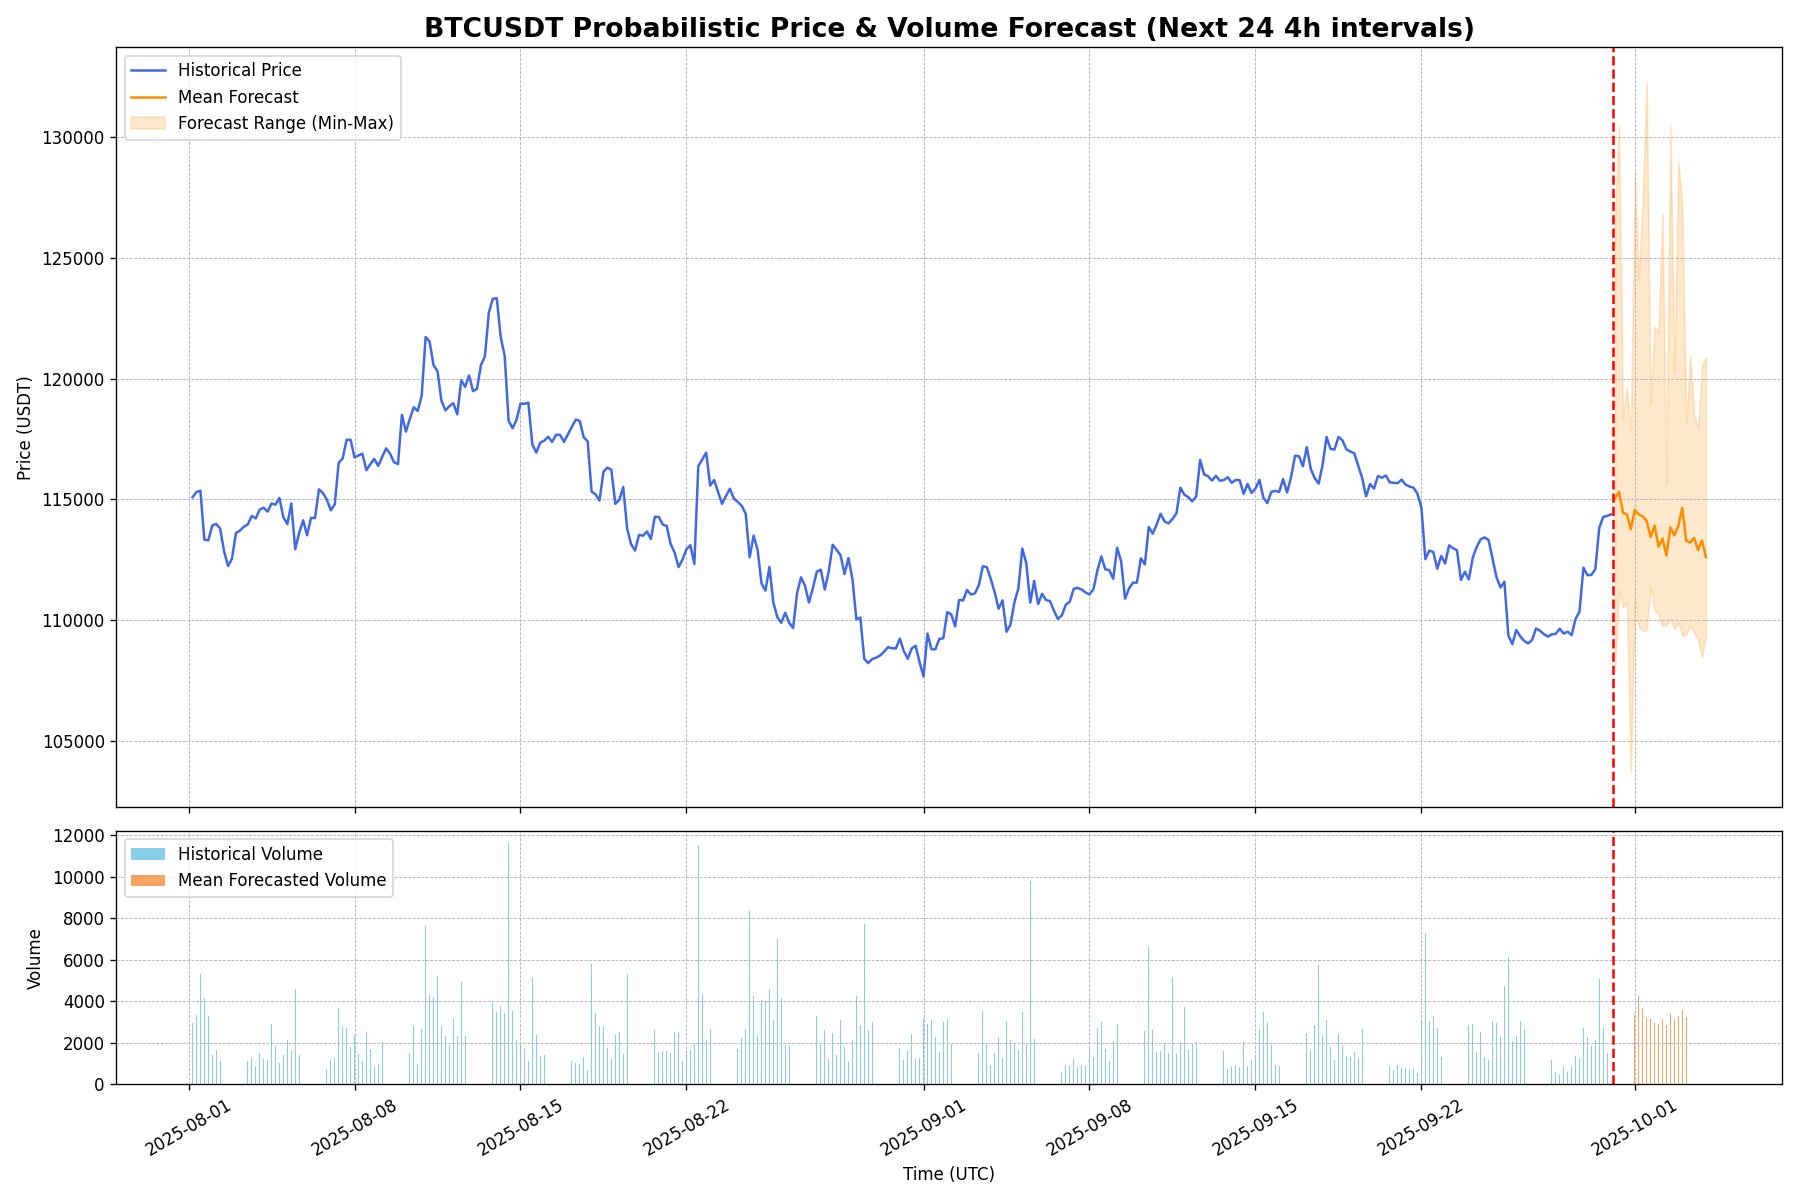 BTCUSDT Probabilistic Price & Volume Forecast (Next 24 4h intervals)
Historical Price
Mean Forecast
Forecast Range (Min-Max)
Price (USDT)
130000
125000
120000
115000
110000
105000
Historical Volume
Mean Forecasted Volume
Volume
12000
10000
8000
6000
4000
2000
0
2025-08-01
2025-08-08
2025-08-15
2025-08-22
2025-09-01
2025-09-08
2025-09-15
2025-09-22
2025-10-01
Time (UTC)